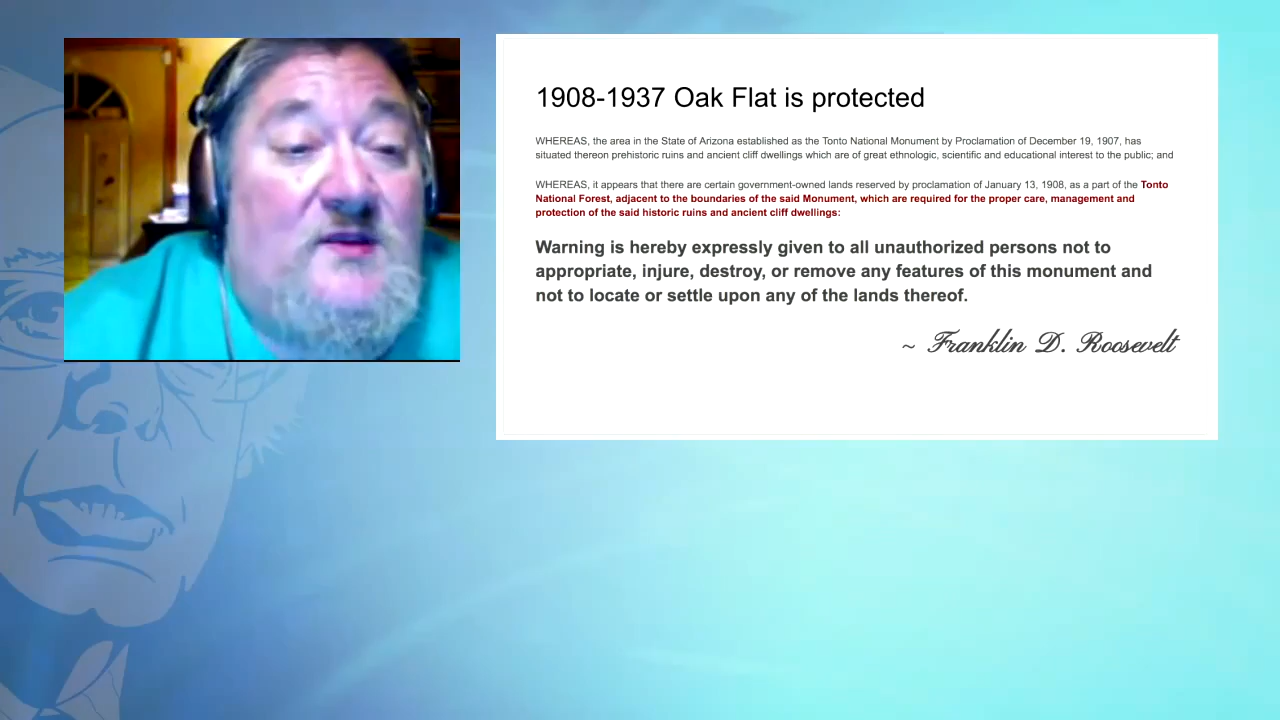 1908-1937 Oak Flat is protected
WHEREAS, the area in the State of Arizona established as the Tonto National Monument by Proclamation of December 19, 1907, has
situated thereon prehistoric ruins and ancient cliff dwellings which are of great ethnologic, scientific and educational interest to the public; and
WHEREAS, it appears that there are certain government-owned lands reserved by proclamation of January 13, 1908, as a part of the Tonto
National Forest, adjacent to the boundaries of the said Monument, which are required for the proper care, management and
protection of the said historic ruins and ancient cliff dwellings:
Warning is hereby expressly given to all unauthorized persons not to
appropriate, injure, destroy, or remove any features of this monument and
not to locate or settle upon any of the lands thereof.
~ Franklin D. Roosevelt